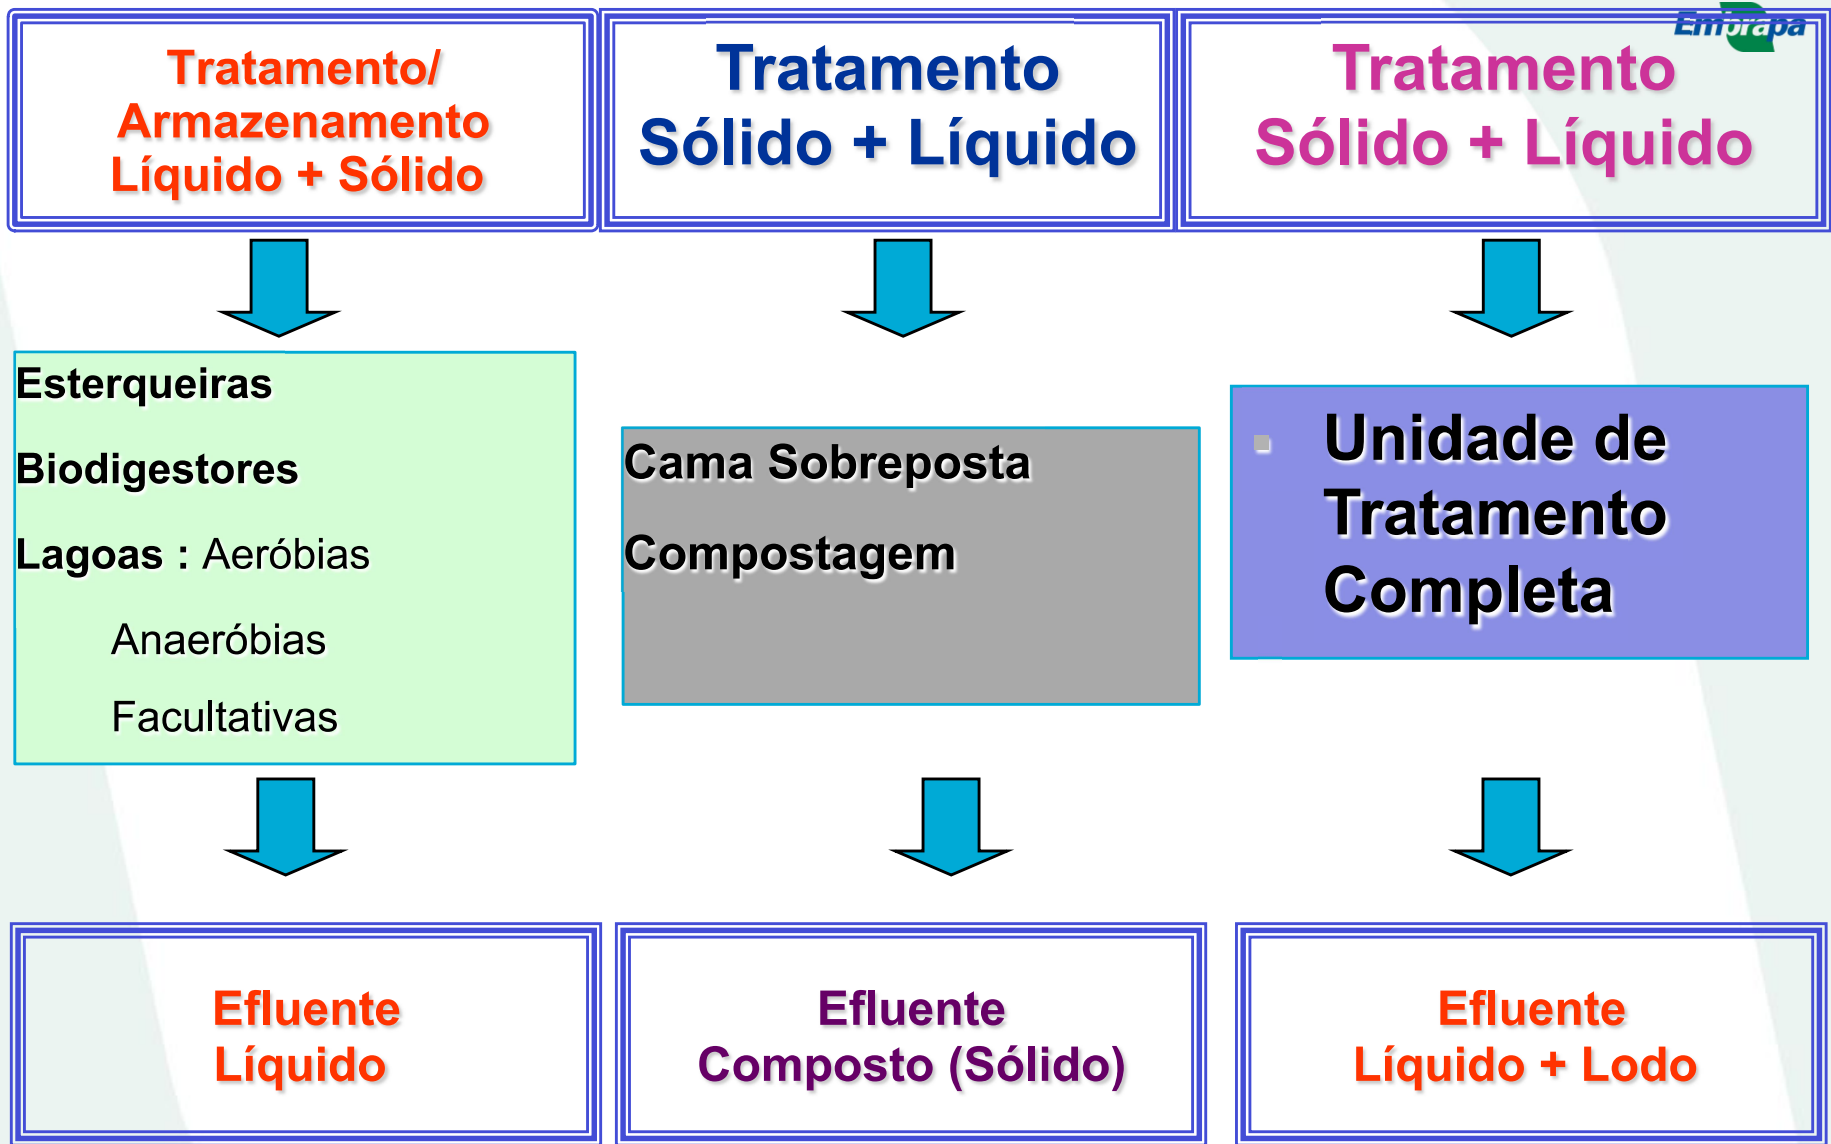 Embrapa
Tratamento/
Armazenamento
Líquido + Sólido
Tratamento
Sólido + Líquido
Tratamento
Sólido + Líquido
Esterqueiras
Biodigestores
Lagoas : Aeróbias
Anaeróbias
Facultativas
Cama Sobreposta
Compostagem
Unidade de
Tratamento
Completa
Efluente
Líquido
Efluente
Composto (Sólido)
Efluente
Líquido + Lodo